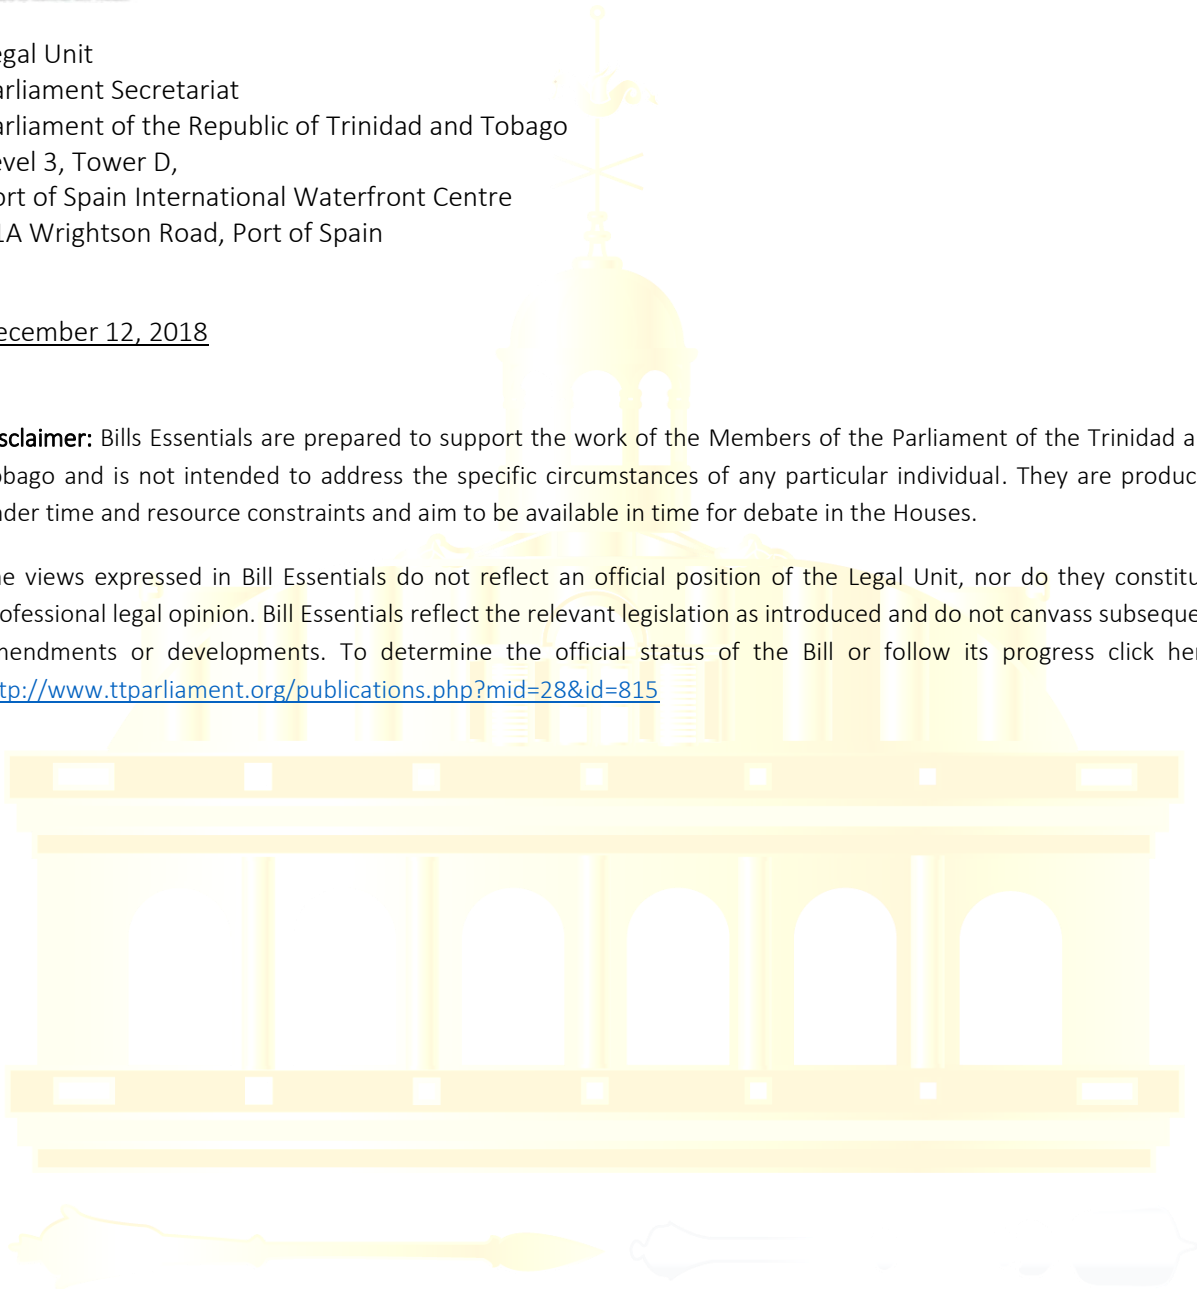 egal Unit
arliament Secretariat
arliament of the Republic of Trinidad and Tobago
evel 3, Tower D,
ort of Spain International Waterfront Centre
1A Wrightson Road, Port of Spain
ecember 12, 2018
sclaimer: Bills Essentials are prepared to support the work of the Members of the Parliament of the Trinidad a
obago and is not intended to address the specific circumstances of any particular individual. They are produc
nder time and resource constraints and aim to be available in time for debate in the Houses.
e views expressed in Bill Essentials do not reflect an official position of the Legal Unit, nor do they constitu
ofessional legal opinion. Bill Essentials reflect the relevant legislation as introduced and do not canvass subseque
mendments or developments. To determine the official status of the Bill or follow its progress click her
tp://www.ttparliament.org/publications.php?mid=28&id=815